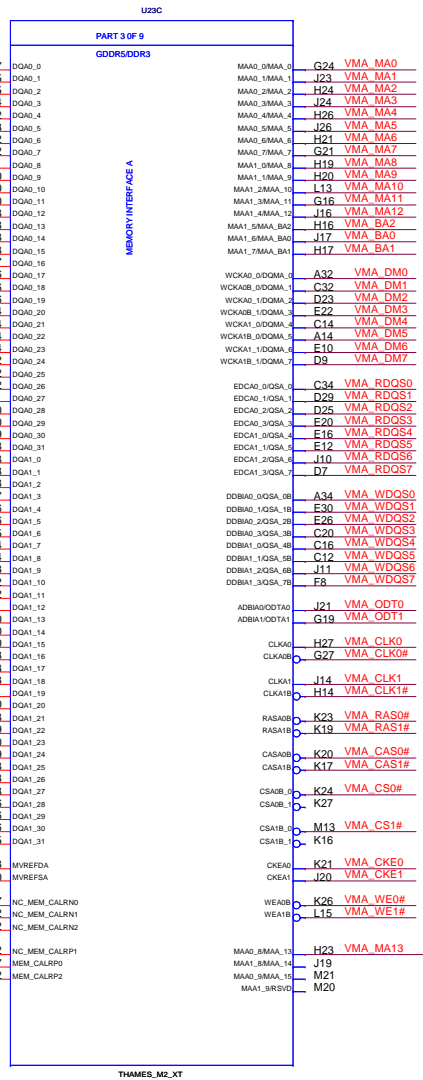 U23C
PART 3 0F 9
GDDR5/DDR3
MEMORY INTERFACE A
DQA0_0
DQA0_1
DQA0_2
DQA0_3
DQA0_4
DQA0_5
DQA0_6
DQA0_7
DQA0_8
DQA0_9
DQA0_10
DQA0_11
DQA0_12
DQA0_13
DQA0_14
DQA0_15
DQA0_16
DQA0_17
DQA0_18
DQA0_19
DQA0_20
DQA0_21
DQA0_22
DQA0_23
DQA0_24
DQA0_25
DQA0_26
DQA0_27
DQA0_28
DQA0_29
DQA0_30
DQA0_31
DQA1_0
DQA1_1
DQA1_2
DQA1_3
DQA1_4
DQA1_5
DQA1_6
DQA1_7
DQA1_8
DQA1_9
DQA1_10
DQA1_11
DQA1_12
DQA1_13
DQA1_14
DQA1_15
DQA1_16
DQA1_17
DQA1_18
DQA1_19
DQA1_20
DQA1_21
DQA1_22
DQA1_23
DQA1_24
DQA1_25
DQA1_26
DQA1_27
DQA1_28
DQA1_29
DQA1_30
DQA1_31
MVREFDA
MVREFSA
NC_MEM_CALRN0
NC_MEM_CALRN1
NC_MEM_CALRN2
NC_MEM_CALRP1
MEM_CALRP0
MEM_CALRP2
MAA0_0/MAA_0 G24 VMA_MA0
MAA0_1/MAA_1 J23 VMA_MA1
MAA0_2/MAA_2 H24 VMA_MA2
MAA0_3/MAA_3 J24 VMA_MA3
MAA0_4/MAA_4 H26 VMA_MA4
MAA0_5/MAA_5 J26 VMA_MA5
MAA0_6/MAA_6 H21 VMA_MA6
MAA0_7/MAA_7 G21 VMA_MA7
MAA1_0/MAA_8 H19 VMA_MA8
MAA1_1/MAA_9 H20 VMA_MA9
MAA1_2/MAA_10 L13 VMA_MA10
MAA1_3/MAA_11 G16 VMA_MA11
MAA1_4/MAA_12 J16 VMA_MA12
MAA1_5/MAA_BA2 H16 VMA_BA2
MAA1_6/MAA_BA0 J17 VMA_BA0
MAA1_7/MAA_BA1 H17 VMA_BA1
WCKA0_0/DQMA_0 A32 VMA_DM0
WCKA0B_0/DQMA_1 C32 VMA_DM1
WCKA0_1/DQMA_2 D23 VMA_DM2
WCKA0B_1/DQMA_3 E22 VMA_DM3
WCKA1_0/DQMA_4 C14 VMA_DM4
WCKA1B_0/DQMA_5 A14 VMA_DM5
WCKA1_1/DQMA_6 E10 VMA_DM6
WCKA1B_1/DQMA_7 D9 VMA_DM7
EDCA0_0/QSA_0 C34 VMA_RDQS0
EDCA0_1/QSA_1 D29 VMA_RDQS1
EDCA0_2/QSA_2 D25 VMA_RDQS2
EDCA0_3/QSA_3 E20 VMA_RDQS3
EDCA1_0/QSA_4 E16 VMA_RDQS4
EDCA1_1/QSA_5 E12 VMA_RDQS5
EDCA1_2/QSA_6 J10 VMA_RDQS6
EDCA1_3/QSA_7 D7 VMA_RDQS7
DDBIA0_0/QSA_0B A34 VMA_WDQS0
DDBIA0_1/QSA_1B E30 VMA_WDQS1
DDBIA0_2/QSA_2B E26 VMA_WDQS2
DDBIA0_3/QSA_3B C20 VMA_WDQS3
DDBIA1_0/QSA_4B C16 VMA_WDQS4
DDBIA1_1/QSA_5B C12 VMA_WDQS5
DDBIA1_2/QSA_6B J11 VMA_WDQS6
DDBIA1_3/QSA_7B F8 VMA_WDQS7
ADBIA0/ODTA0 J21 VMA_ODT0
ADBIA1/ODTA1 G19 VMA_ODT1
CLKA0 H27 VMA_CLK0
CLKA0B G27 VMA_CLK0#
CLKA1 J14 VMA_CLK1
CLKA1B H14 VMA_CLK1#
RASA0B K23 VMA_RAS0#
RASA1B K19 VMA_RAS1#
CASA0B K20 VMA_CAS0#
CASA1B K17 VMA_CAS1#
CSA0B_0 K24 VMA_CS0#
CSA0B_1 K27
CSA1B_0 M13 VMA_CS1#
CSA1B_1 K16
CKEA0 K21 VMA_CKE0
CKEA1 J20 VMA_CKE1
WEA0B K26 VMA_WE0#
WEA1B L15 VMA_WE1#
MAA0_8/MAA_13 H23 VMA_MA13
MAA1_8/MAA_14 J19
MAA0_9/MAA_15 M21
MAA1_9/RSVD M20
THAMES_M2_XT